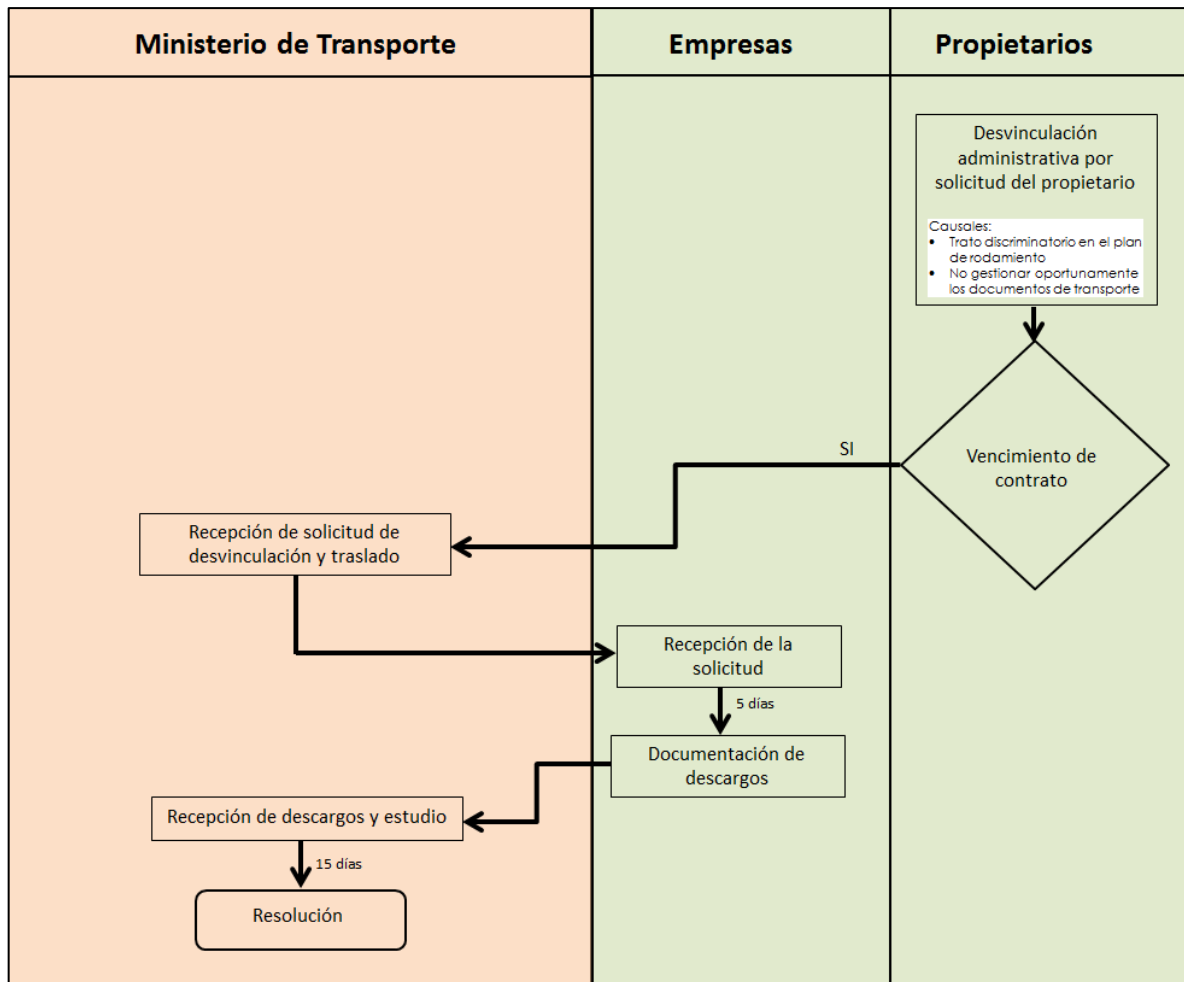 Ministerio de Transporte
Empresas
Propietarios
Desvinculación
administrativa por
solicitud del propietario
Causales:
• Trato discriminatorio en el plan
de rodamiento
• No gestionar oportunamente
los documentos de transporte
Vencimiento de
contrato
SI
Recepción de solicitud de
desvinculación y traslado
Recepción de la
solicitud
5 días
Documentación de
descargos
Recepción de descargos y estudio
15 días
Resolución